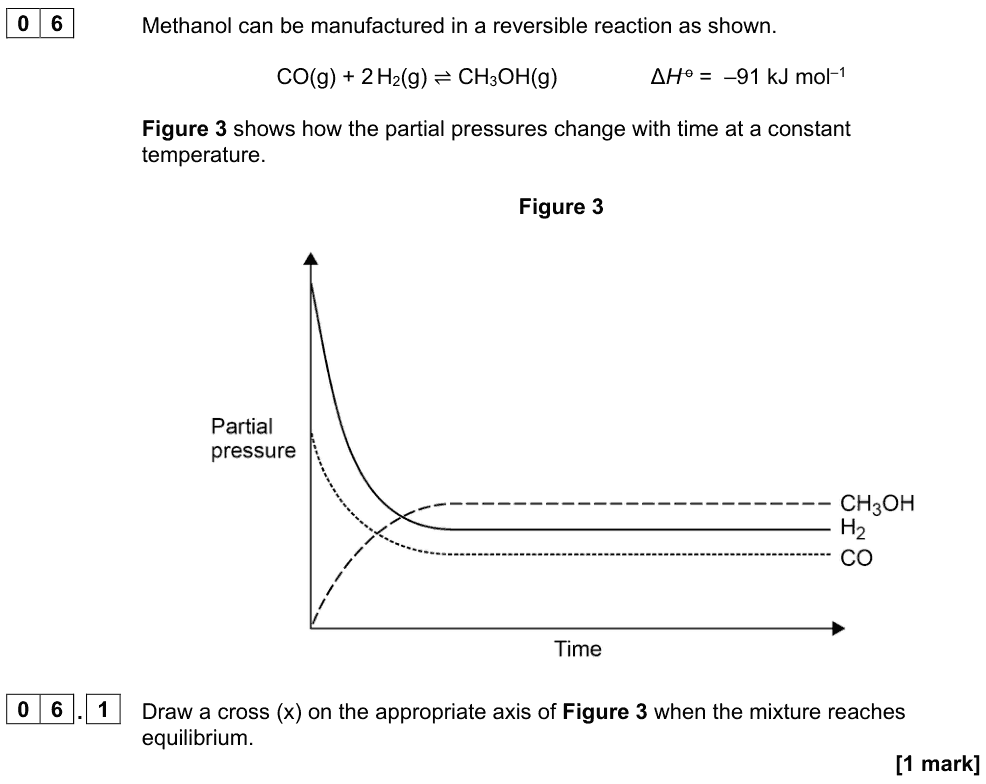 0 6 Methanol can be manufactured in a reversible reaction as shown.
CO(g) + 2 H₂(g) ⇌ CH₃OH(g) ΔH⦵ = –91 kJ mol⁻¹
Figure 3 shows how the partial pressures change with time at a constant
temperature.
Figure 3
Partial
pressure
CH₃OH
H₂
CO
Time
0 6 . 1 Draw a cross (x) on the appropriate axis of Figure 3 when the mixture reaches
equilibrium.
[1 mark]